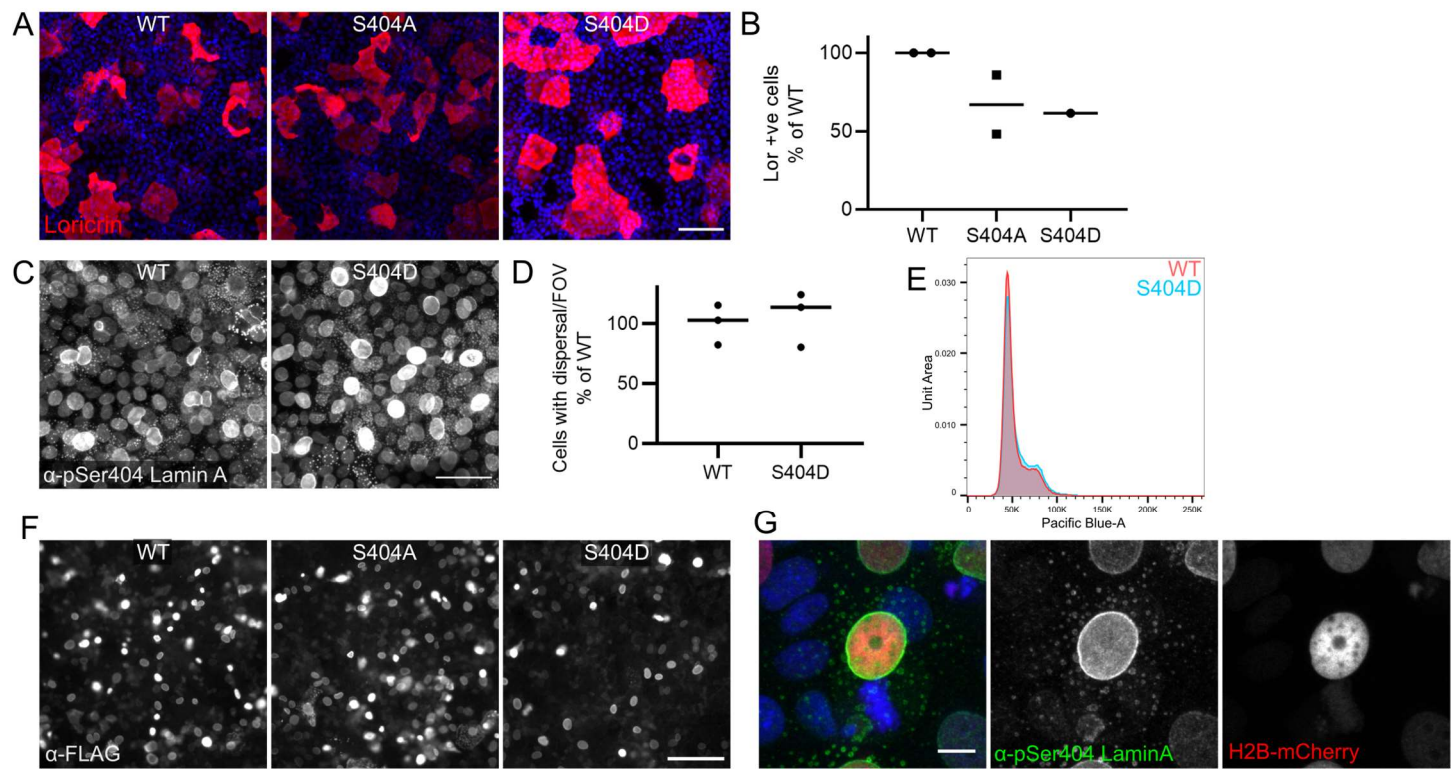 A
WT
S404A
S404D
Loricrin
B
Lor +ve cells
% of WT
100
50
0
WT
S404A
S404D
C
WT
S404D
α-pSer404 Lamin A
D
Cells with dispersal/FOV
% of WT
100
50
0
WT
S404D
E
WT
S404D
Unit Area
0.030
0.020
0.010
0
0
50K
100K
150K
200K
250K
Pacific Blue-A
F
WT
S404A
S404D
α-FLAG
G
α-pSer404 LaminA
H2B-mCherry